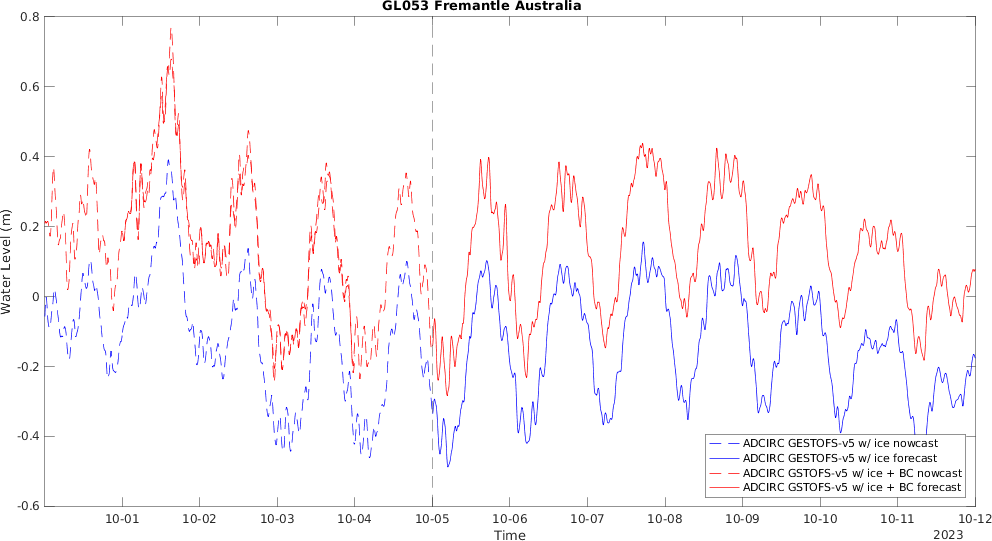 GL053 Fremantle Australia
0.8
0.6
0.4
0.2
0
-0.2
-0.4
-0.6
Water Level (m)
ADCIRC GESTOFS-v5 w/ ice nowcast
ADCIRC GESTOFS-v5 w/ ice forecast
ADCIRC GSTOFS-v5 w/ ice + BC nowcast
ADCIRC GSTOFS-v5 w/ ice + BC forecast
10-01 10-02 10-03 10-04 10-05 10-06 10-07 10-08 10-09 10-10 10-11 10-12
Time
2023